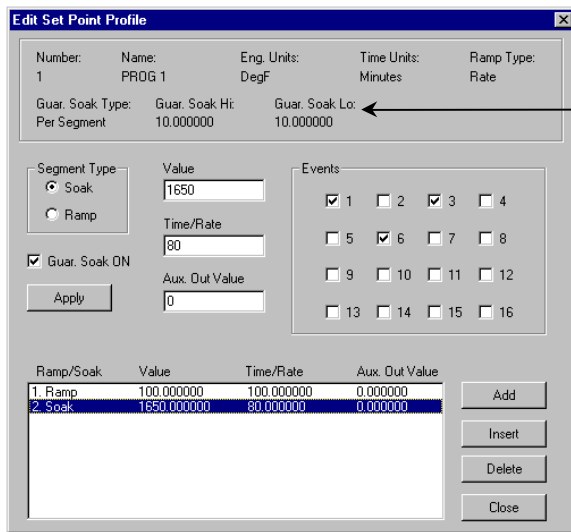 Edit Set Point Profile
Number: Name: Eng. Units: Time Units: Ramp Type:
1 PROG 1 DegF Minutes Rate
Guar. Soak Type: Guar. Soak Hi: Guar. Soak Lo:
Per Segment 10.000000 10.000000
Segment Type
Soak
Ramp
Guar. Soak ON
Apply
Value
1650
Time/Rate
80
Aux. Out Value
0
Events
1 2 3 4
5 6 7 8
9 10 11 12
13 14 15 16
Ramp/Soak Value Time/Rate Aux. Out Value
1. Ramp 100.000000 100.000000 0.000000
2. Soak 1650.000000 80.000000 0.000000
Add
Insert
Delete
Close